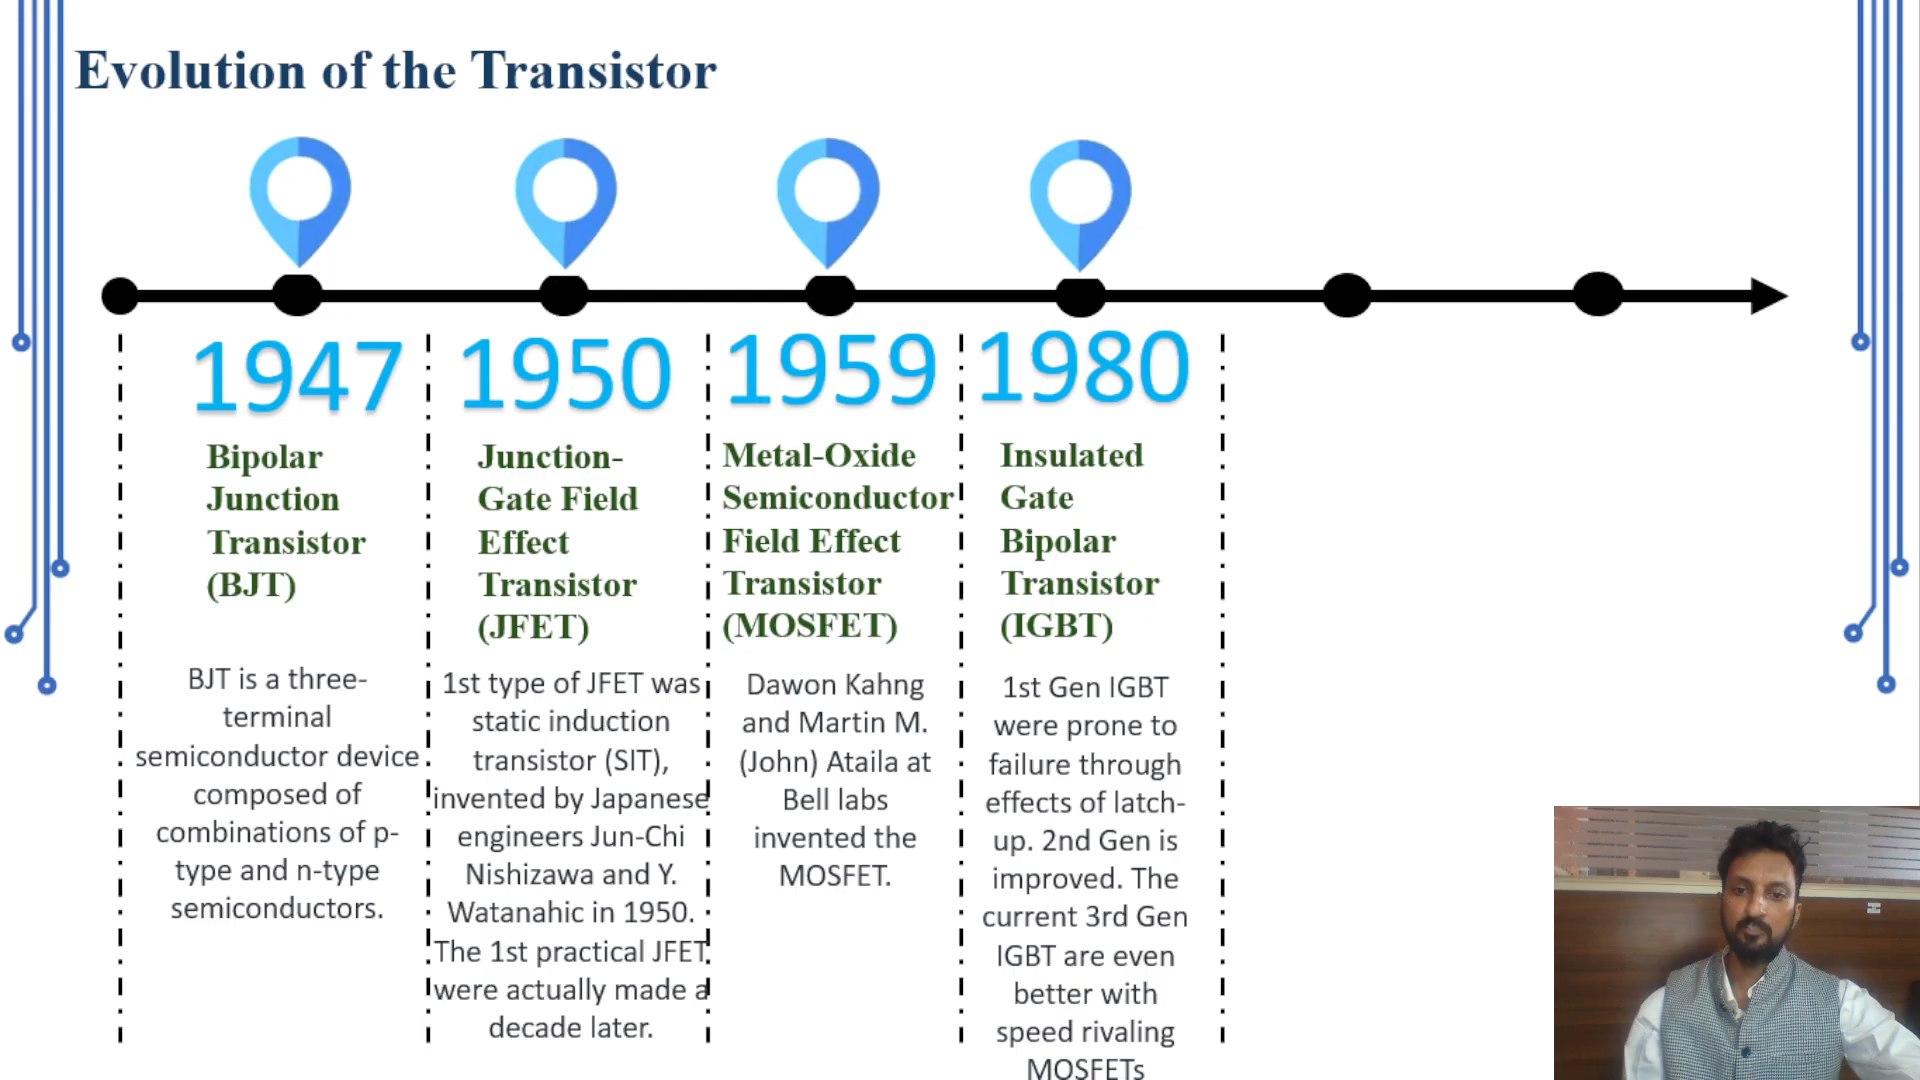 Evolution of the Transistor
1947
Bipolar
Junction
Transistor
(BJT)
BJT is a three-
terminal
semiconductor device
composed of
combinations of p-
type and n-type
semiconductors.
1950
Junction-
Gate Field
Effect
Transistor
(JFET)
1st type of JFET was
static induction
transistor (SIT),
invented by Japanese
engineers Jun-Chi
Nishizawa and Y.
Watanahic in 1950.
The 1st practical JFET
were actually made a
decade later.
1959
Metal-Oxide
Semiconductor
Field Effect
Transistor
(MOSFET)
Dawon Kahng
and Martin M.
(John) Ataila at
Bell labs
invented the
MOSFET.
1980
Insulated
Gate
Bipolar
Transistor
(IGBT)
1st Gen IGBT
were prone to
failure through
effects of latch-
up. 2nd Gen is
improved. The
current 3rd Gen
IGBT are even
better with
speed rivaling
MOSFETs